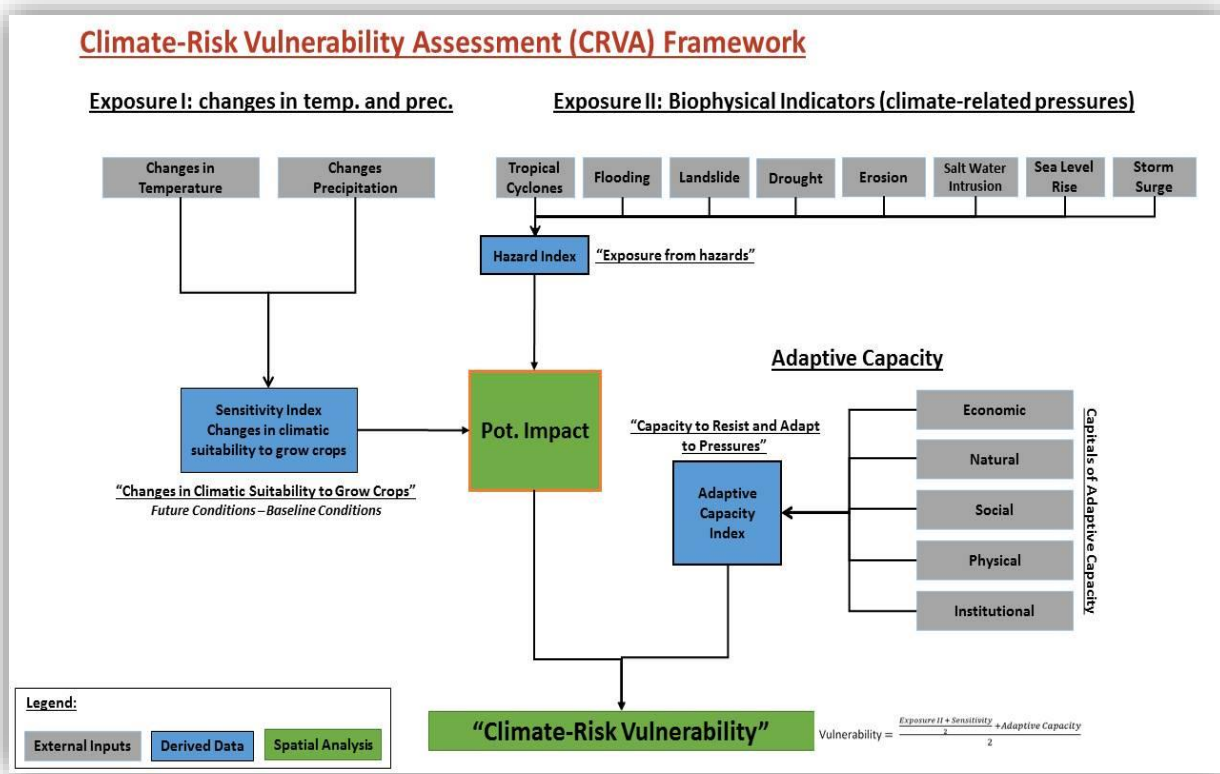 Climate-Risk Vulnerability Assessment (CRVA) Framework
Exposure I: changes in temp. and prec.
Exposure II: Biophysical Indicators (climate-related pressures)
Changes in
Temperature
Changes
Precipitation
Tropical
Cyclones
Flooding
Landslide
Drought
Erosion
Salt Water
Intrusion
Sea Level
Rise
Storm
Surge
Hazard Index
“Exposure from hazards”
Adaptive Capacity
Sensitivity Index
Changes in climatic
suitability to grow crops
“Changes in Climatic Suitability to Grow Crops”
Future Conditions – Baseline Conditions
Pot. Impact
“Capacity to Resist and Adapt
to Pressures”
Adaptive
Capacity
Index
Economic
Natural
Social
Physical
Institutional
Capitals of Adaptive Capacity
Legend:
External Inputs
Derived Data
Spatial Analysis
“Climate-Risk Vulnerability”
Vulnerability = 
Exposure II + Sensitivity
2
+Adaptive Capacity
2